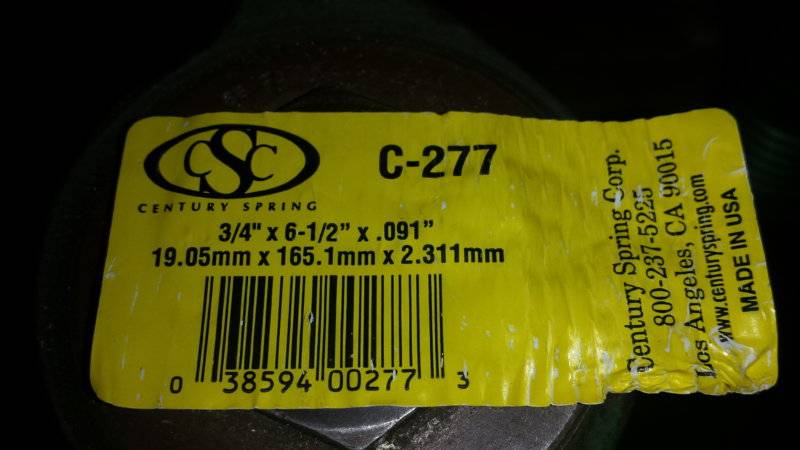 CSC
CENTURY SPRING
C-277
3/4" x 6-1/2” x .091”
19.05mm x 165.1mm x 2.311mm
0 38594 00277 3
Century Spring Corp.
800-237-5225
Los Angeles, CA 90015
www.centuryspring.com
MADE IN USA